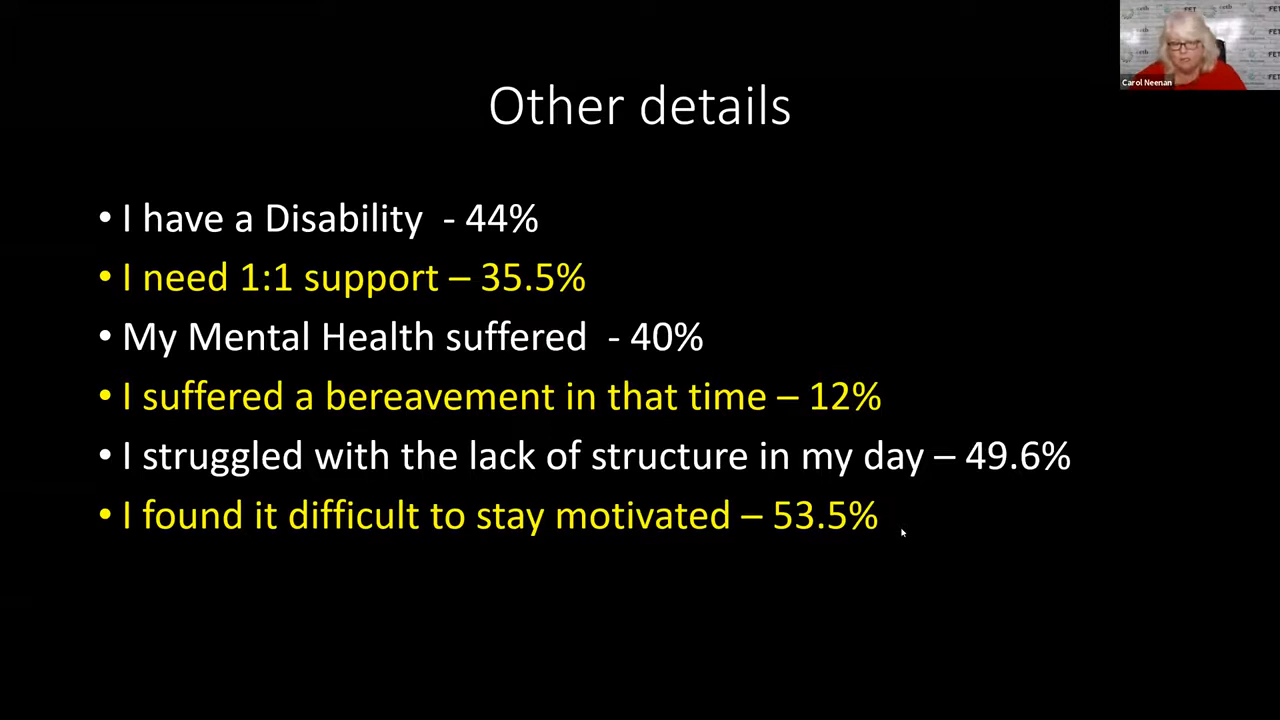 Other details
• I have a Disability - 44%
• I need 1:1 support – 35.5%
• My Mental Health suffered - 40%
• I suffered a bereavement in that time – 12%
• I struggled with the lack of structure in my day – 49.6%
• I found it difficult to stay motivated – 53.5%
Carol Neenan
FET